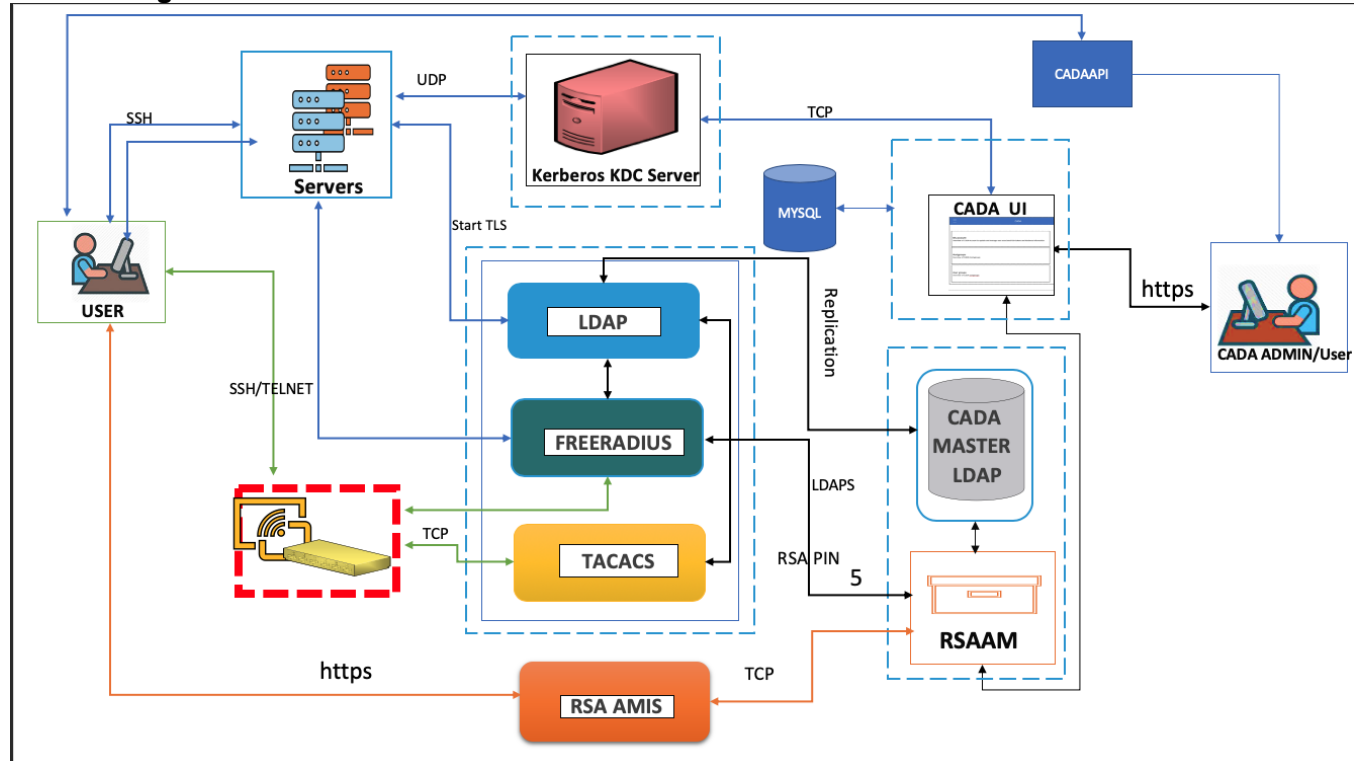 CADAAPI
UDP
TCP
SSH
Servers
Kerberos KDC Server
MYSQL
CADA UI
Start TLS
USER
LDAP
Replication
https
CADA ADMIN/User
SSH/TELNET
FREERADIUS
CADA
MASTER
LDAP
LDAPS
TCP
TACACS
RSA PIN
5
RSAAM
https
TCP
RSA AMIS